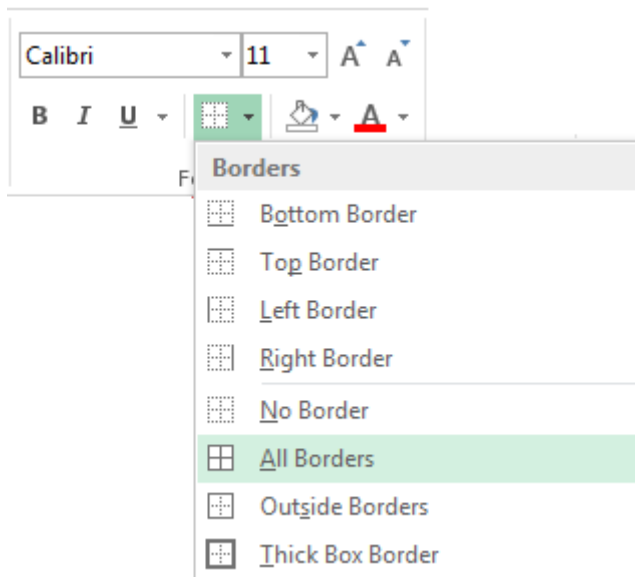 Calibri 11 A A
B I U A
F
Borders
Bottom Border
Top Border
Left Border
Right Border
No Border
All Borders
Outside Borders
Thick Box Border